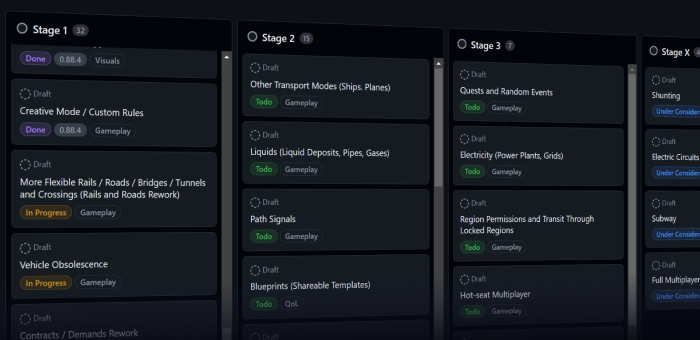 Stage 1 32
Done 0.88.4 Visuals
Draft
Creative Mode / Custom Rules
Done 0.88.4 Gameplay
Draft
More Flexible Rails / Roads / Bridges / Tunnels
and Crossings (Rails and Roads Rework)
In Progress Gameplay
Draft
Vehicle Obsolescence
In Progress Gameplay
Draft
Contracts / Demands Rework
Stage 2 15
Draft
Other Transport Modes (Ships. Planes)
Todo Gameplay
Draft
Liquids (Liquid Deposits, Pipes, Gases)
Todo Gameplay
Draft
Path Signals
Todo Gameplay
Draft
Blueprints (Shareable Templates)
Todo QoL
Draft
Stage 3 7
Draft
Quests and Random Events
Todo Gameplay
Draft
Electricity (Power Plants, Grids)
Todo Gameplay
Draft
Region Permissions and Transit Through
Locked Regions
Todo Gameplay
Draft
Hot-seat Multiplayer
Todo Gameplay
Stage X
Draft
Shunting
Under Consider
Draft
Electric Circuits
Under Consider
Draft
Subway
Under Consider
Draft
Full Multiplayer
Under Consider